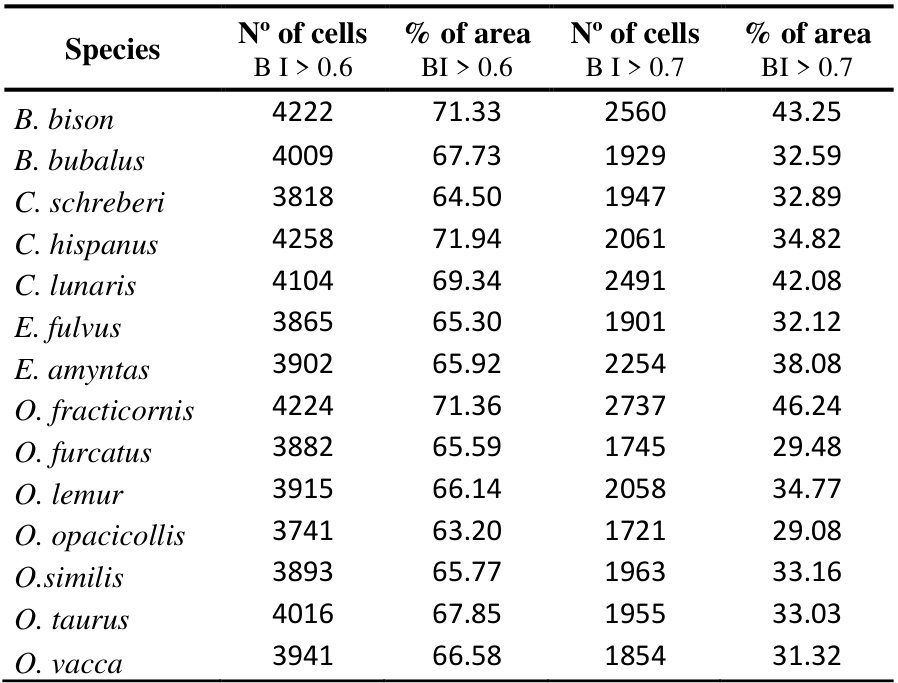 Species Nº of cells % of area Nº of cells % of area
B I > 0.6 BI > 0.6 B I > 0.7 BI > 0.7
B. bison 4222 71.33 2560 43.25
B. bubalus 4009 67.73 1929 32.59
C. schreberi 3818 64.50 1947 32.89
C. hispanus 4258 71.94 2061 34.82
C. lunaris 4104 69.34 2491 42.08
E. fulvus 3865 65.30 1901 32.12
E. amyntas 3902 65.92 2254 38.08
O. fracticornis 4224 71.36 2737 46.24
O. furcatus 3882 65.59 1745 29.48
O. lemur 3915 66.14 2058 34.77
O. opacicollis 3741 63.20 1721 29.08
O.similis 3893 65.77 1963 33.16
O. taurus 4016 67.85 1955 33.03
O. vacca 3941 66.58 1854 31.32